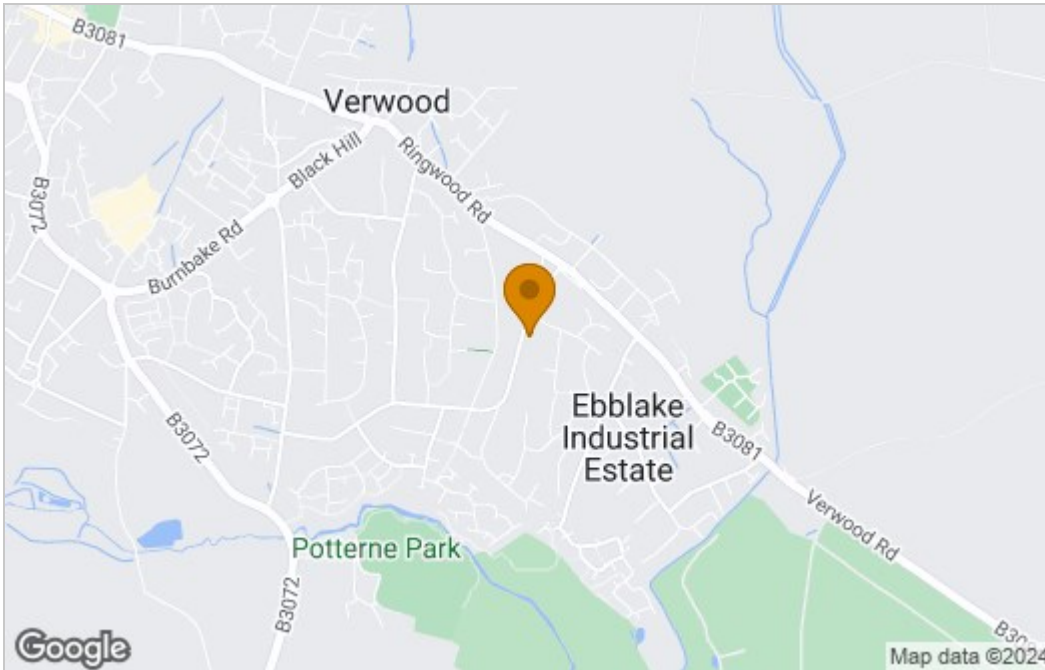 B3081
Verwood
Black Hill
Ringwood Rd
B3072
Burnbake Rd
Ebblake
Industrial
Estate
B3072
B3081
Verwood Rd
Potterne Park
B3072
Google
Map data ©2024